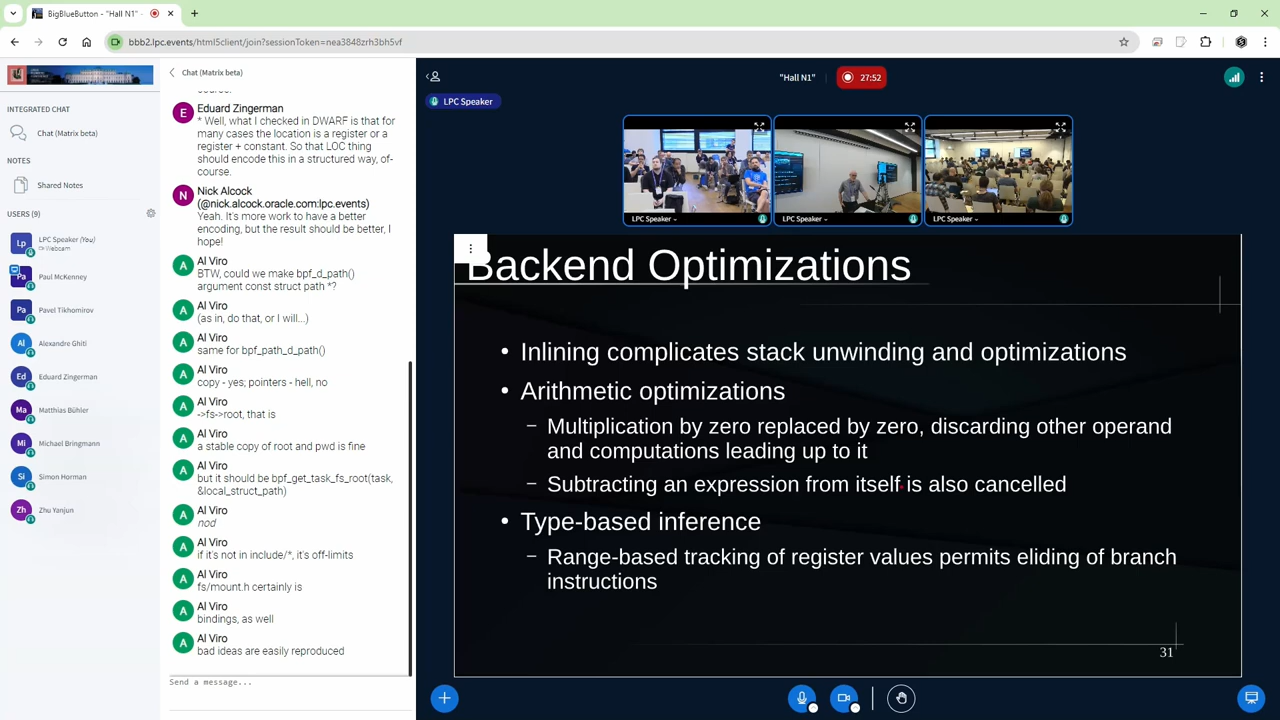 BigBlueButton - "Hall N1" -
bbb2.lpc.events/html5client/join?sessionToken=nea3848zrh3bh5vf
INTEGRATED CHAT
Chat (Matrix beta)
NOTES
Shared Notes
USERS (9)
Lp
LPC Speaker (You)
Webcam
Pa
Paul McKenney
Pa
Pavel Tikhomirov
Al
Alexandre Ghiti
Ed
Eduard Zingerman
Ma
Matthias Bühler
Mi
Michael Bringmann
Si
Simon Horman
Zh
Zhu Yanjun
Chat (Matrix beta)
course.
E
Eduard Zingerman
* Well, what I checked in DWARF is that for
many cases the location is a register or a
register + constant. So that LOC thing
should encode this in a structured way, of-
course.
N
Nick Alcock
(@nick.alcock.oracle.com:lpc.events)
Yeah. It's more work to have a better
encoding, but the result should be better, I
hope!
A
Al Viro
BTW, could we make bpf_d_path()
argument const struct path *?
A
Al Viro
(as in, do that, or I will...)
A
Al Viro
same for bpf_path_d_path()
A
Al Viro
copy - yes; pointers - hell, no
A
Al Viro
->fs->root, that is
A
Al Viro
a stable copy of root and pwd is fine
A
Al Viro
but it should be bpf_get_task_fs_root(task,
&local_struct_path)
A
Al Viro
nod
A
Al Viro
if it's not in include/*, it's off-limits
A
Al Viro
fs/mount.h certainly is
A
Al Viro
bindings, as well
A
Al Viro
bad ideas are easily reproduced
Send a message...
"Hall N1"
27:52
LPC Speaker
LPC Speaker
LPC Speaker
LPC Speaker
Backend Optimizations
• Inlining complicates stack unwinding and optimizations
• Arithmetic optimizations
– Multiplication by zero replaced by zero, discarding other operand
and computations leading up to it
– Subtracting an expression from itself is also cancelled
• Type-based inference
– Range-based tracking of register values permits eliding of branch
instructions
31